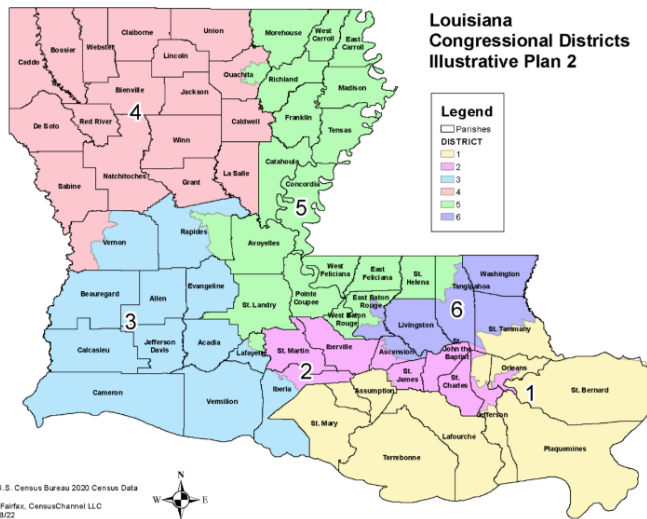 Louisiana
Congressional Districts
Illustrative Plan 2
Legend
Parishes
DISTRICT
1
2
3
4
5
6
Claiborne
Union
Morehouse
West
Carroll
East
Carroll
Bossier
Webster
Lincoln
Caddo
Ouachita
Richland
Madison
Bienville
Jackson
4
De Soto
Red River
Caldwell
Franklin
Tensas
Winn
Catahoula
Natchitoches
La Salle
Sabine
Grant
Concordia
5
Vernon
Rapides
Avoyelles
West
Feliciana
East
Feliciana
St.
Helena
Washington
Tangipahoa
Beauregard
Allen
Evangeline
St. Landry
Pointe
Coupee
East Baton
Rouge
West Baton
Rouge
6
Livingston
St. Tammany
3
Calcasieu
Jefferson
Davis
Acadia
Lafayette
St. Martin
Iberville
Ascension
St.
John the
Baptist
Orleans
2
St.
James
St.
Charles
1
St. Bernard
Cameron
Vermilion
Iberia
Assumption
Jefferson
St. Mary
Lafourche
Plaquemines
Terrebonne
N
W
E
S
.S. Census Bureau 2020 Census Data
Fairfax, CensusChannel LLC
8/22